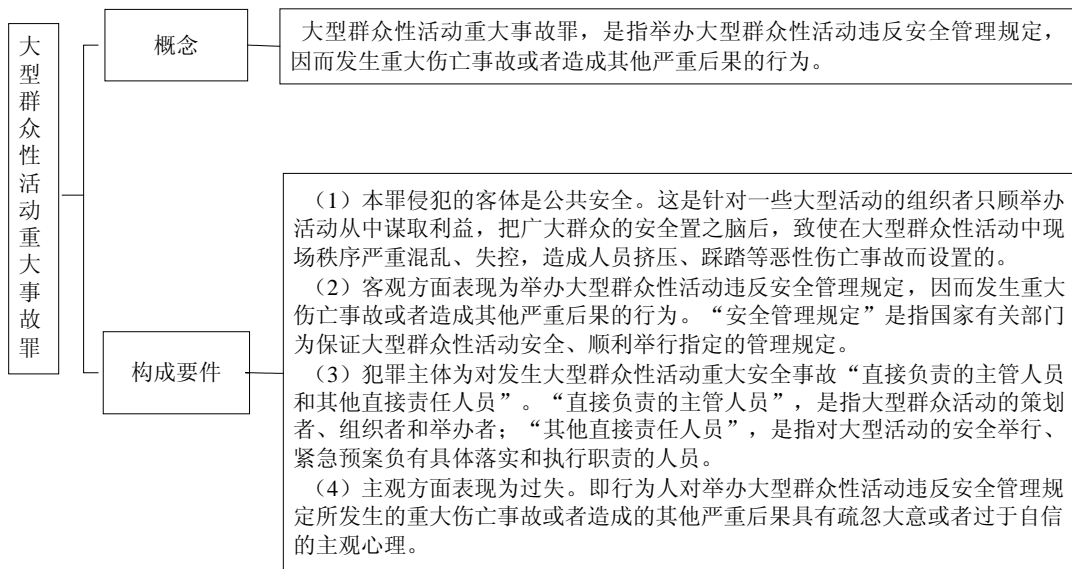 大型群众性活动重大事故罪
概念
大型群众性活动重大事故罪，是指举办大型群众性活动违反安全管理规定，
因而发生重大伤亡事故或者造成其他严重后果的行为。
构成要件
（1）本罪侵犯的客体是公共安全。这是针对一些大型活动的组织者只顾举办
活动从中谋取利益，把广大群众的安全置之脑后，致使在大型群众性活动中现
场秩序严重混乱、失控，造成人员挤压、踩踏等恶性伤亡事故而设置的。
（2）客观方面表现为举办大型群众性活动违反安全管理规定，因而发生重大
伤亡事故或者造成其他严重后果的行为。“安全管理规定”是指国家有关部门
为保证大型群众性活动安全、顺利举行指定的管理规定。
（3）犯罪主体为对发生大型群众性活动重大安全事故“直接负责的主管人员
和其他直接责任人员”。“直接负责的主管人员”，是指大型群众活动的策划
者、组织者和举办者；“其他直接责任人员”，是指对大型活动的安全举行、
紧急预案负有具体落实和执行职责的人员。
（4）主观方面表现为过失。即行为人对举办大型群众性活动违反安全管理规
定所发生的重大伤亡事故或者造成的其他严重后果具有疏忽大意或者过于自信
的主观心理。